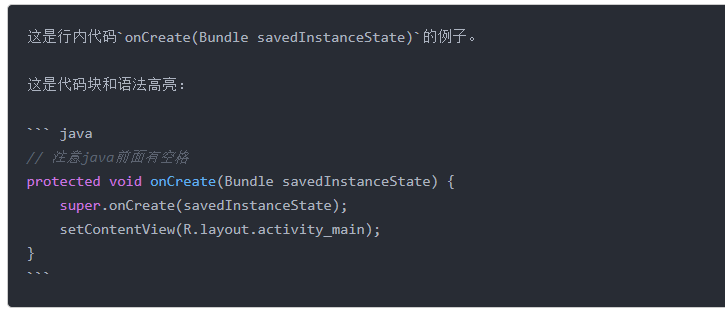 这是行内代码`onCreate(Bundle savedInstanceState)`的例子。
这是代码块和语法高亮：
``` java
// 注意java前面有空格
protected void onCreate(Bundle savedInstanceState) {
    super.onCreate(savedInstanceState);
    setContentView(R.layout.activity_main);
}
```